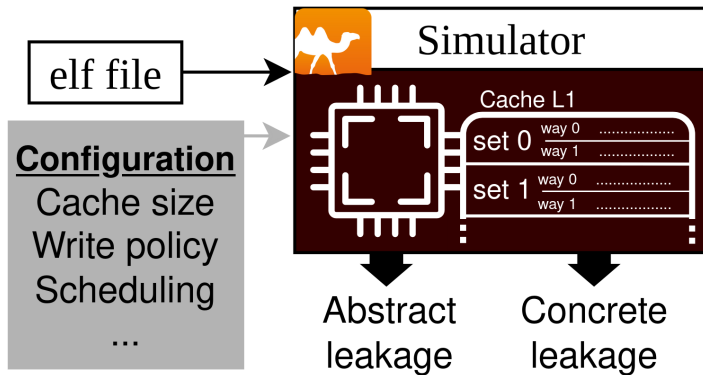 Simulator
elf file
Cache L1
set 0 way 0 ..................
way 1 ..................
set 1 way 0 ..................
way 1 ..................
Configuration
Cache size
Write policy
Scheduling
...
Abstract
leakage
Concrete
leakage